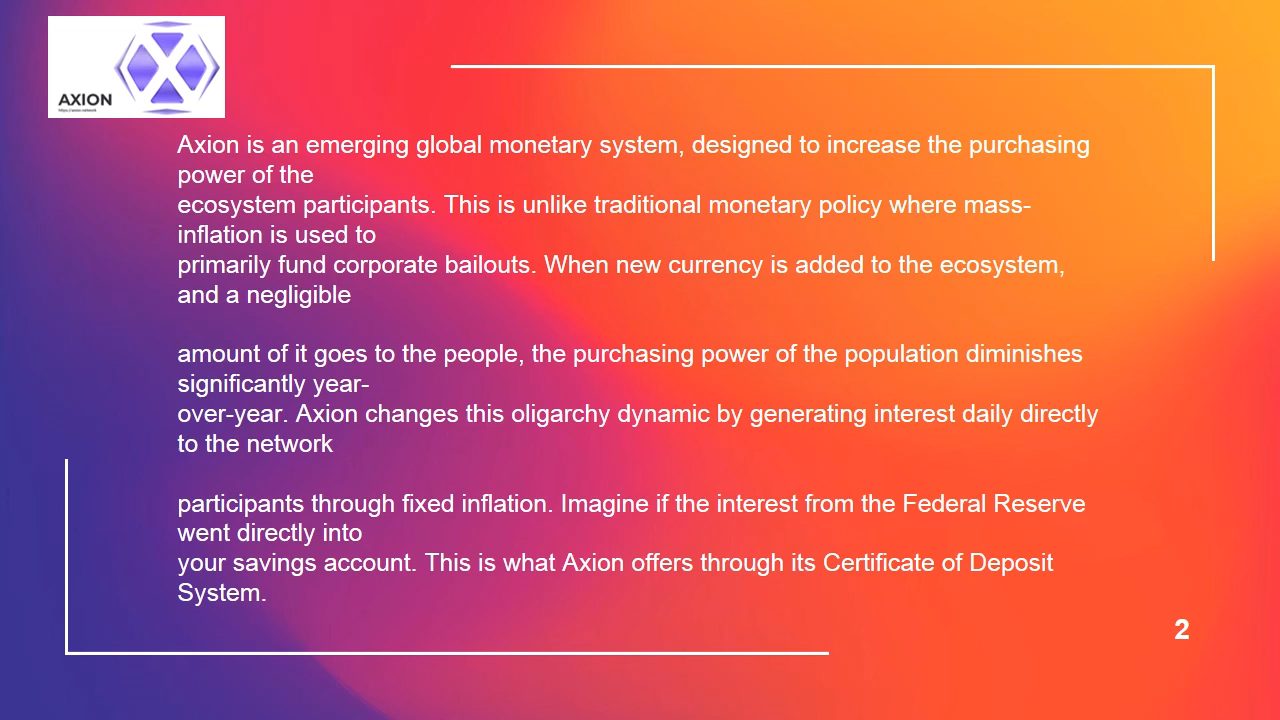 AXION
https://axion.network
Axion is an emerging global monetary system, designed to increase the purchasing
power of the
ecosystem participants. This is unlike traditional monetary policy where mass-
inflation is used to
primarily fund corporate bailouts. When new currency is added to the ecosystem,
and a negligible
amount of it goes to the people, the purchasing power of the population diminishes
significantly year-
over-year. Axion changes this oligarchy dynamic by generating interest daily directly
to the network
participants through fixed inflation. Imagine if the interest from the Federal Reserve
went directly into
your savings account. This is what Axion offers through its Certificate of Deposit
System.
2